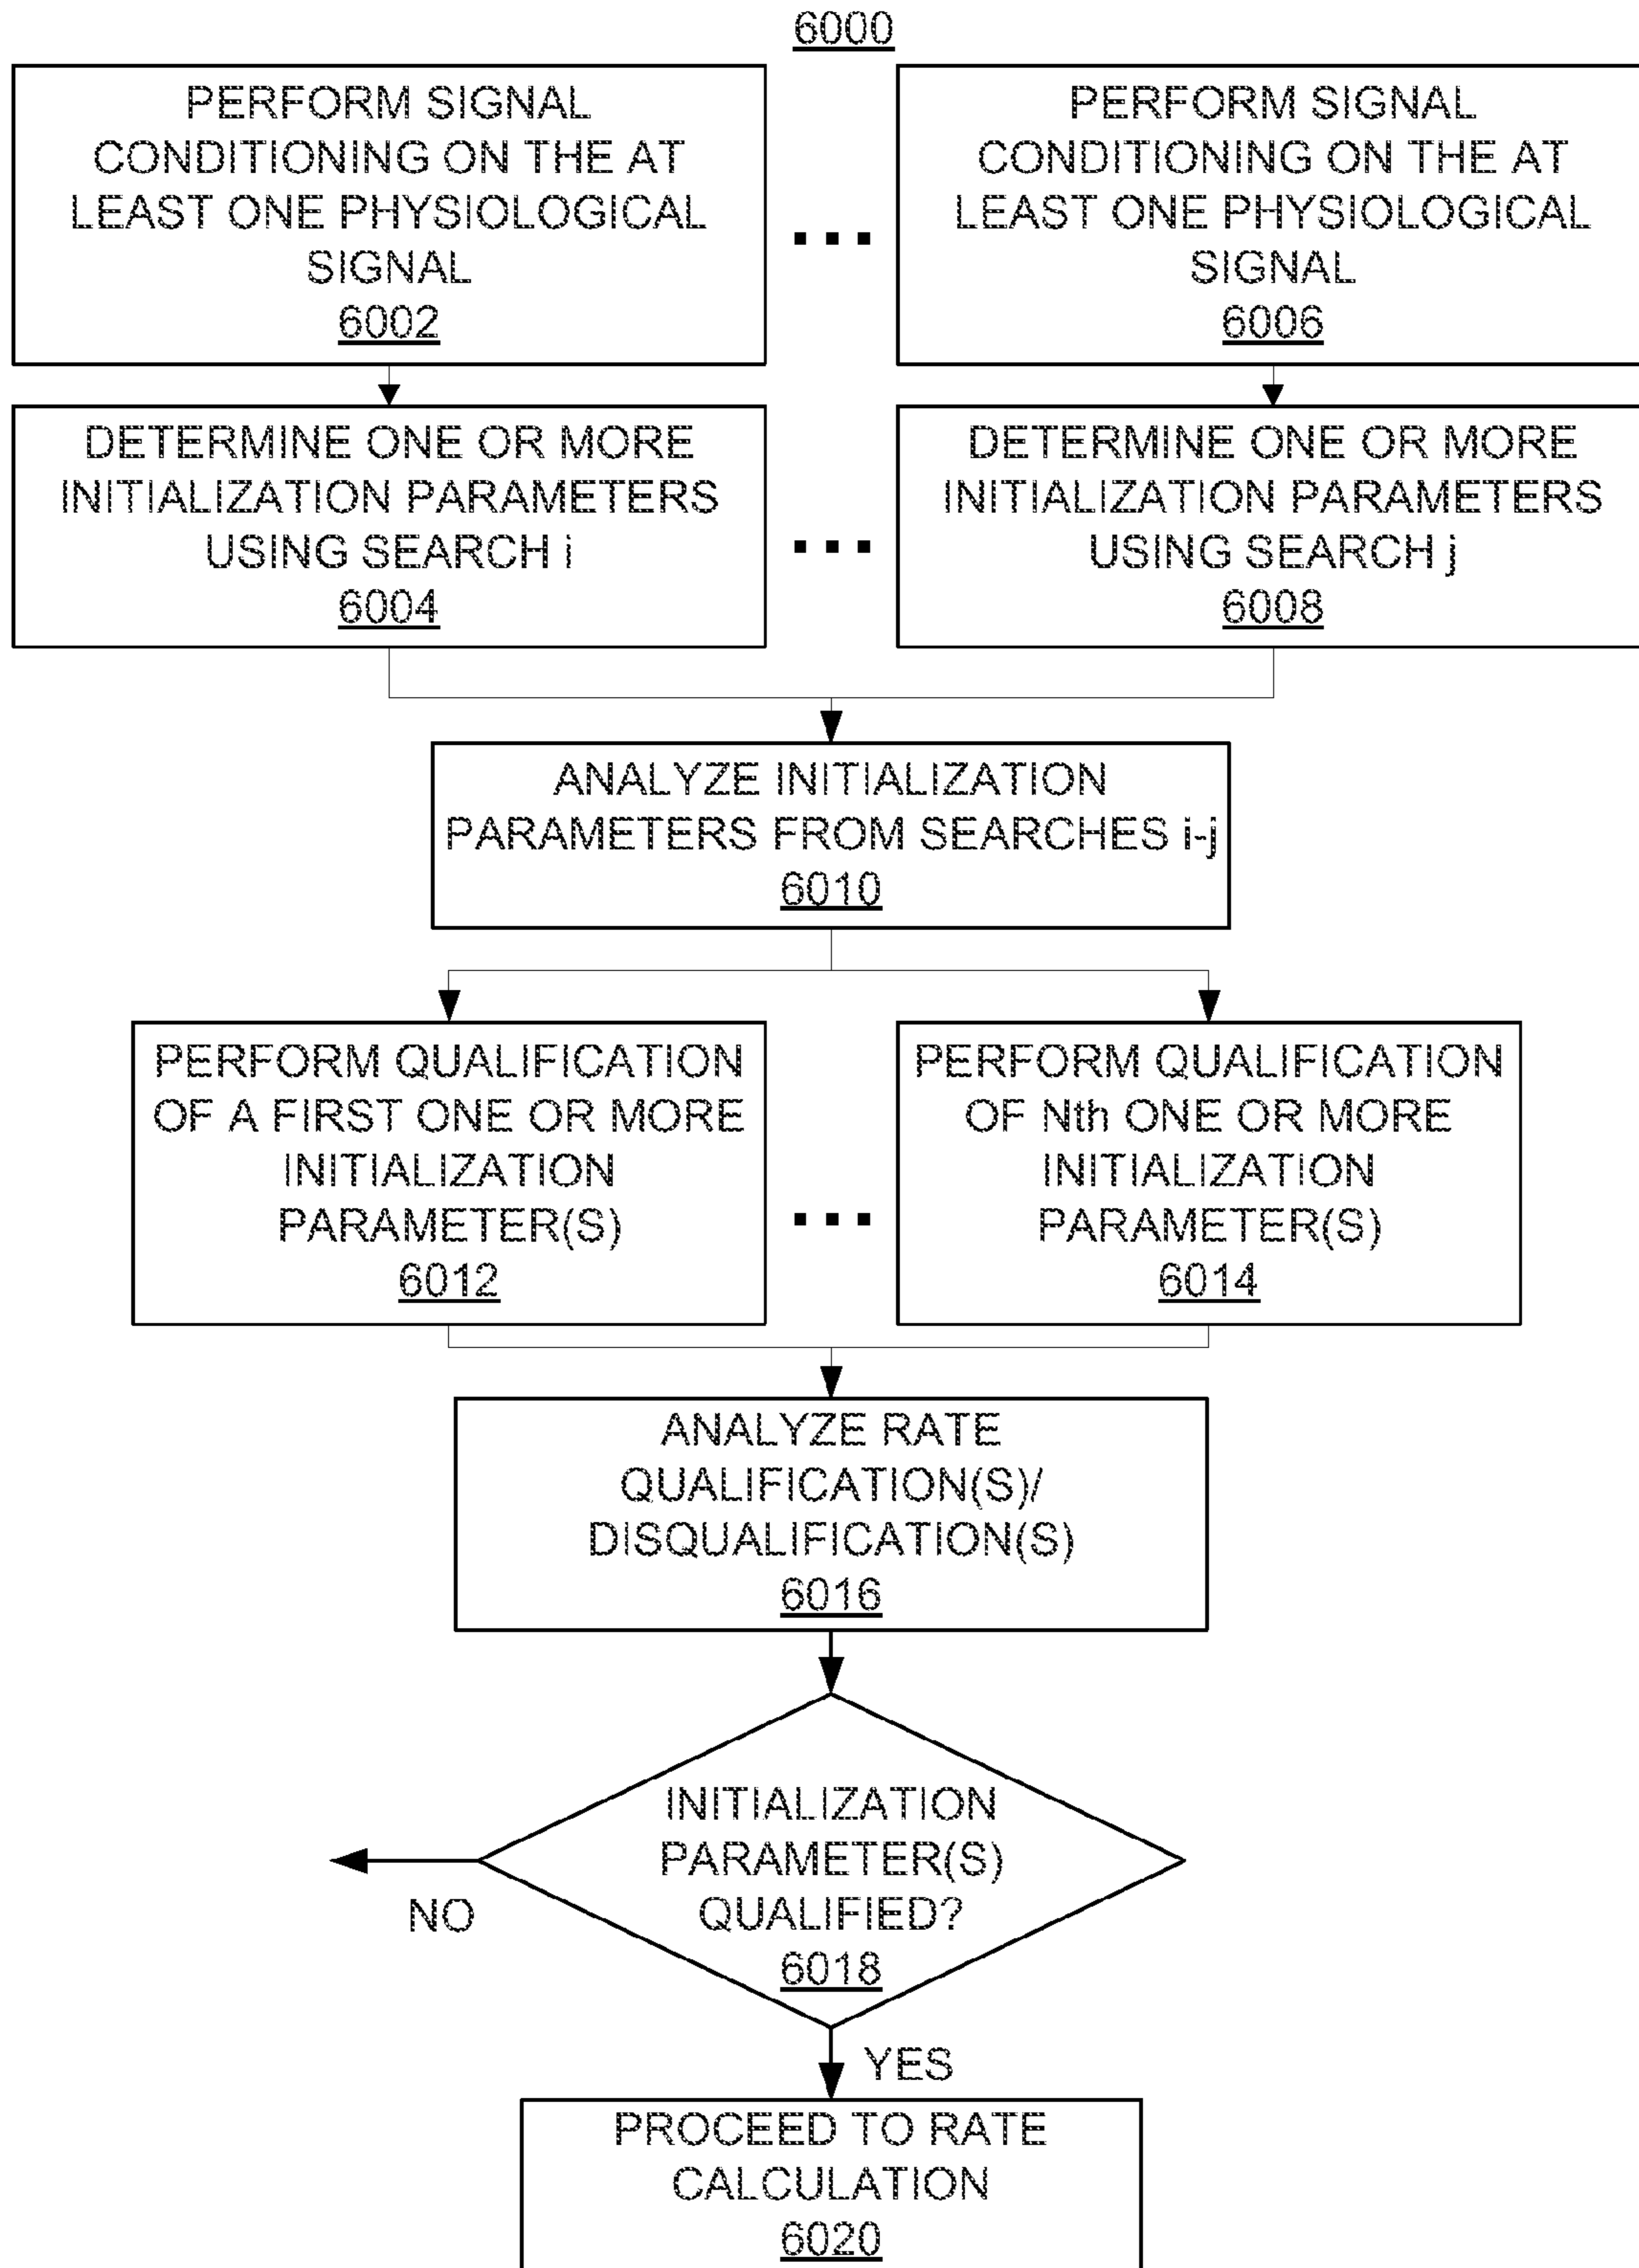 6000
PERFORM SIGNAL
CONDITIONING ON THE AT
LEAST ONE PHYSIOLOGICAL
SIGNAL
6002
PERFORM SIGNAL
CONDITIONING ON THE AT
LEAST ONE PHYSIOLOGICAL
SIGNAL
6006
DETERMINE ONE OR MORE
INITIALIZATION PARAMETERS
USING SEARCH i
6004
DETERMINE ONE OR MORE
INITIALIZATION PARAMETERS
USING SEARCH j
6008
ANALYZE INITIALIZATION
PARAMETERS FROM SEARCHES i-j
6010
PERFORM QUALIFICATION
OF A FIRST ONE OR MORE
INITIALIZATION
PARAMETER(S)
6012
PERFORM QUALIFICATION
OF Nth ONE OR MORE
INITIALIZATION
PARAMETER(S)
6014
ANALYZE RATE
QUALIFICATION(S)/
DISQUALIFICATION(S)
6016
INITIALIZATION
PARAMETER(S)
QUALIFIED?
6018
NO
YES
PROCEED TO RATE
CALCULATION
6020